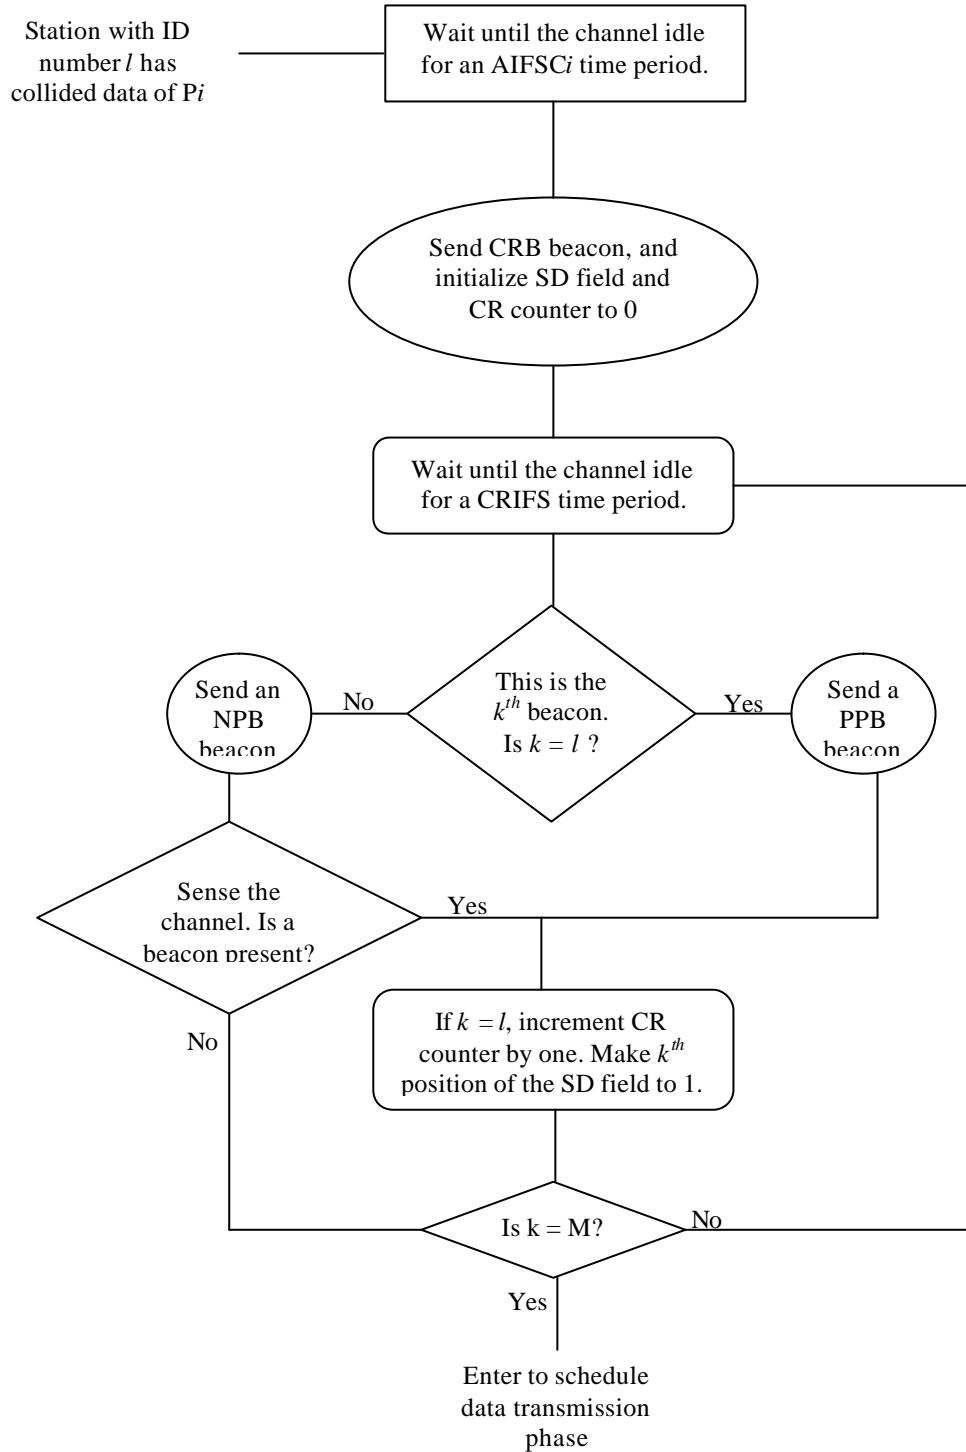 Station with ID
number l has
collided data of Pi
Wait until the channel idle
for an AIFSCi time period.
Send CRB beacon, and
initialize SD field and
CR counter to 0
Wait until the channel idle
for a CRIFS time period.
This is the
kth beacon.
Is k = l ?
No
Yes
Send an
NPB
beacon
Send a
PPB
beacon
Sense the
channel. Is a
beacon present?
Yes
No
If k = l, increment CR
counter by one. Make kth
position of the SD field to 1.
Is k = M?
No
Yes
Enter to schedule
data transmission
phase